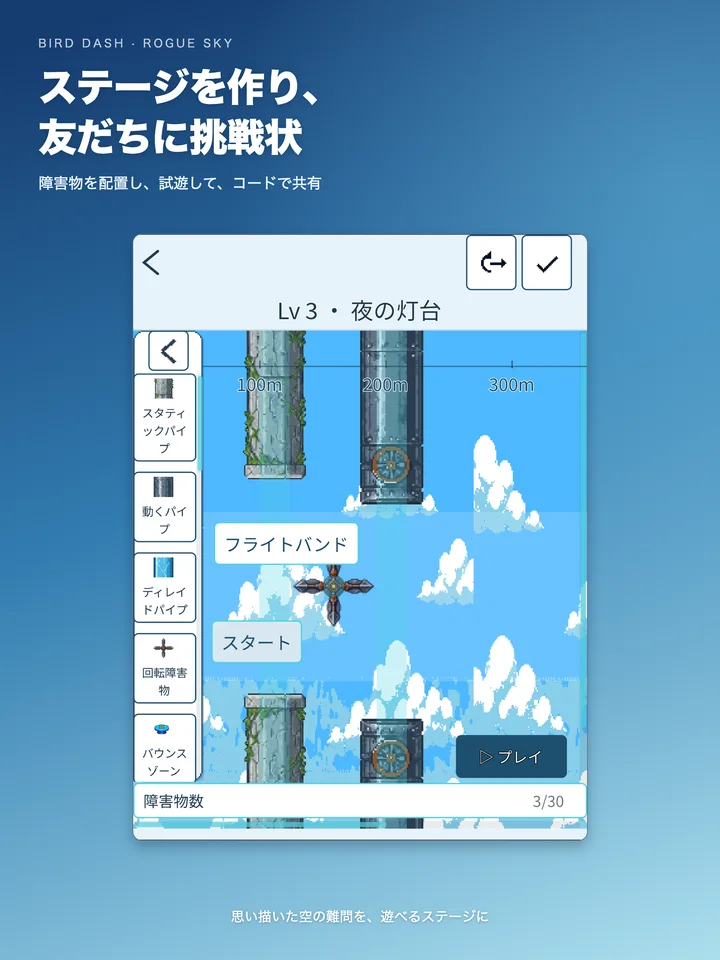 BIRD DASH · ROGUE SKY
ステージを作り、
友だちに挑戦状
障害物を配置し、試遊して、コードで共有
Lv 3 ・ 夜の灯台
100m
200m
300m
スタティ
ックパイ
プ
動くパイ
プ
ディレイ
ドパイプ
回転障害
物
バウンス
ゾーン
フライトバンド
スタート
プレイ
障害物数
3/30
思い描いた空の難問を、遊べるステージに